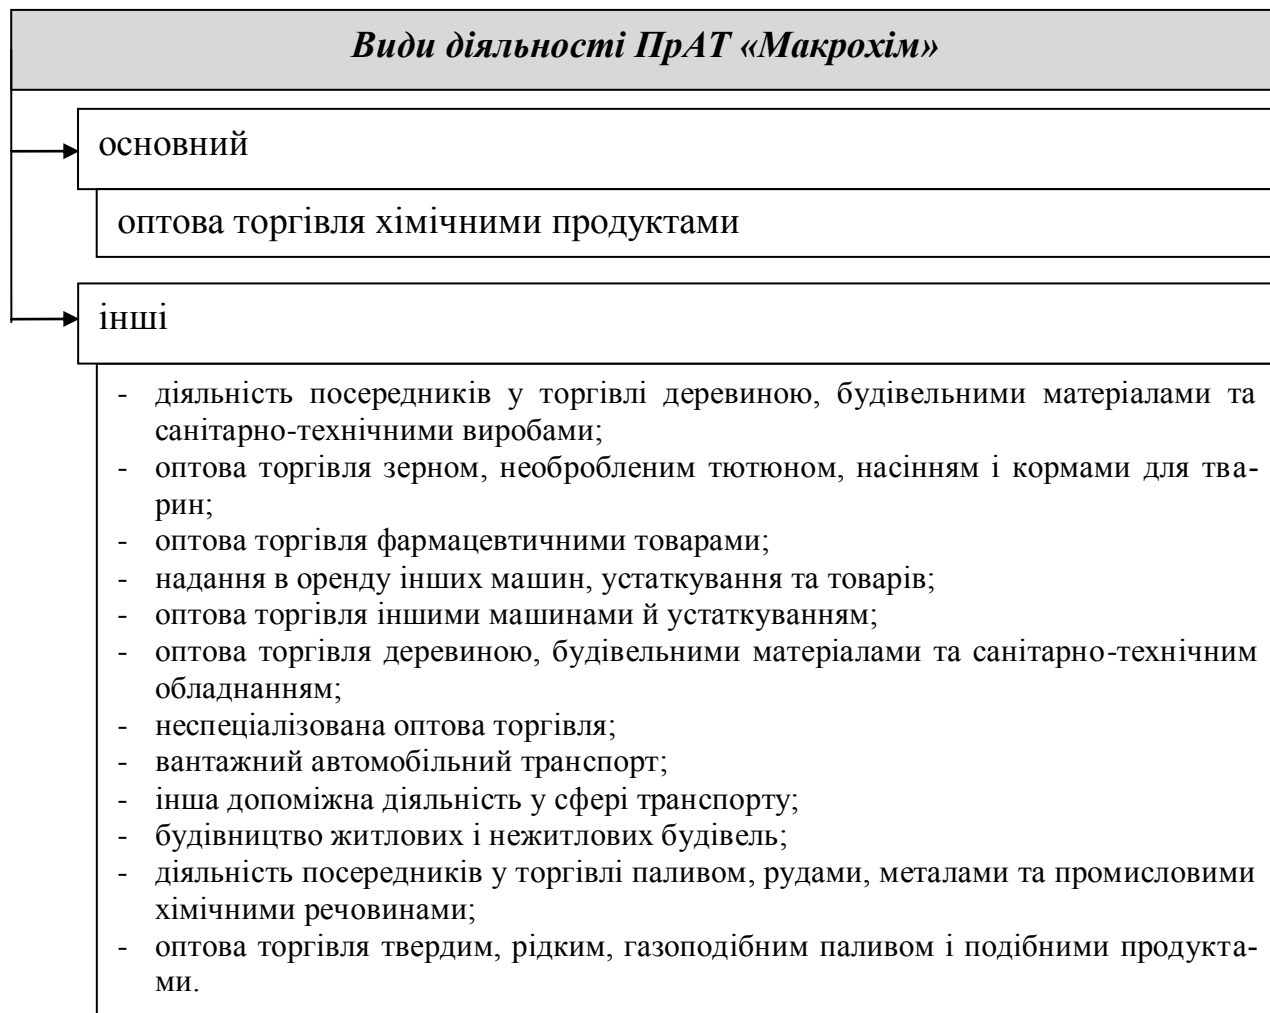 Види діяльності ПрАТ «Макрохім»
основний
оптова торгівля хімічними продуктами
інші
- діяльність посередників у торгівлі деревиною, будівельними матеріалами та
санітарно-технічними виробами;
- оптова торгівля зерном, необробленим тютюном, насінням і кормами для тва-
рин;
- оптова торгівля фармацевтичними товарами;
- надання в оренду інших машин, устаткування та товарів;
- оптова торгівля іншими машинами й устаткуванням;
- оптова торгівля деревиною, будівельними матеріалами та санітарно-технічним
обладнанням;
- неспеціалізована оптова торгівля;
- вантажний автомобільний транспорт;
- інша допоміжна діяльність у сфері транспорту;
- будівництво житлових і нежитлових будівель;
- діяльність посередників у торгівлі паливом, рудами, металами та промисловими
хімічними речовинами;
- оптова торгівля твердим, рідким, газоподібним паливом і подібними продукта-
ми.